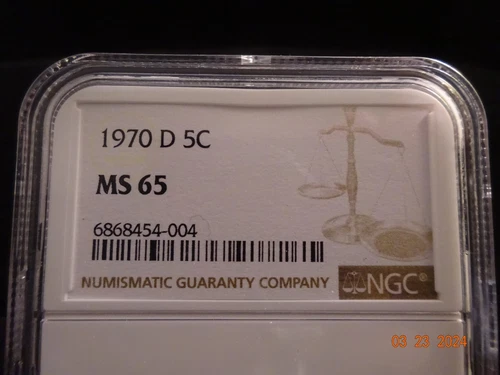 1970 D 5C
MS 65
6868454-004
NUMISMATIC GUARANTY COMPANY
NGC®
03 23 2024